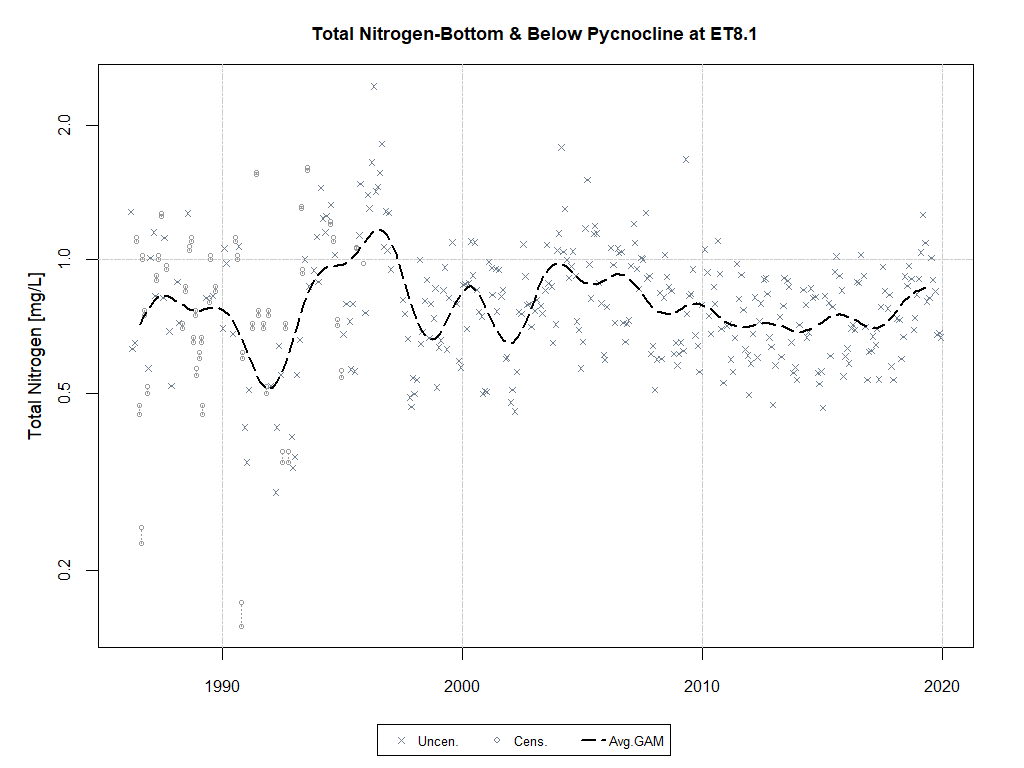 Total Nitrogen-Bottom & Below Pycnocline at ET8.1
Total Nitrogen [mg/L]
2.0
1.0
0.5
0.2
1990 2000 2010 2020
Uncen. Cens. Avg.GAM